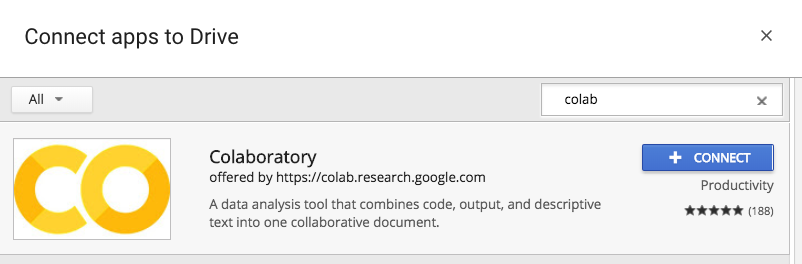 Connect apps to Drive
All
colab
Colaboratory
offered by https://colab.research.google.com
A data analysis tool that combines code, output, and descriptive
text into one collaborative document.
CONNECT
Productivity
(188)